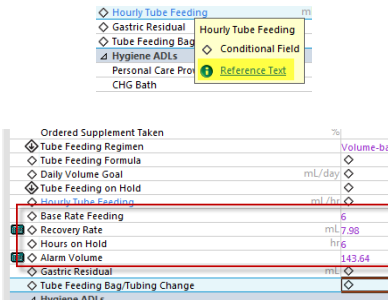 Hourly Tube Feeding m
Gastric Residual
Tube Feeding Bag
Hygiene ADLs
Personal Care Prov
CHG Bath
Hourly Tube Feeding
Conditional Field
Reference Text
Ordered Supplement Taken %
Tube Feeding Regimen Volume-ba
Tube Feeding Formula
Daily Volume Goal mL/day
Tube Feeding on Hold
Hourly Tube Feeding mL/hr
Base Rate Feeding 6
Recovery Rate mL 7.98
Hours on Hold hr 6
Alarm Volume 143.64
Gastric Residual mL
Tube Feeding Bag/Tubing Change
Hygiene ADLs